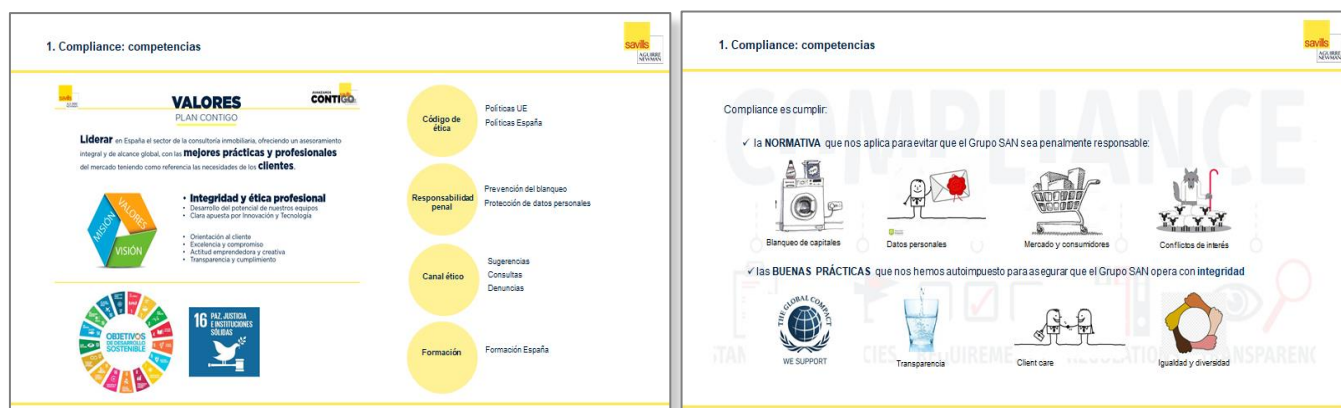 1. Compliance: competencias
savills
AGUIRRE
NEWMAN
savills
AVANZAMOS
CONTIGO
VALORES
PLAN CONTIGO
Liderar en España el sector de la consultoría inmobiliaria, ofreciendo un asesoramiento
integral y de alcance global, con las mejores prácticas y profesionales
del mercado teniendo como referencia las necesidades de los clientes.
MISIÓN
VALORES
VISIÓN
• Integridad y ética profesional
• Desarrollo del potencial de nuestros equipos
• Clara apuesta por Innovación y Tecnología
• Orientación al cliente
• Excelencia y compromiso
• Actitud emprendedora y creativa
• Transparencia y cumplimiento
OBJETIVOS
DE DESARROLLO
SOSTENIBLE
16 PAZ, JUSTICIA
E INSTITUCIONES
SÓLIDAS
Código de
ética
Políticas UE
Políticas España
Responsabilidad
penal
Prevención del blanqueo
Protección de datos personales
Canal ético
Sugerencias
Consultas
Denuncias
Formación
Formación España
1. Compliance: competencias
savills
AGUIRRE
NEWMAN
COMPLIANCE
Compliance es cumplir:
✓ la NORMATIVA que nos aplica para evitar que el Grupo SAN sea penalmente responsable:
Blanqueo de capitales
Datos personales
Mercado y consumidores
Conflictos de interés
✓ las BUENAS PRÁCTICAS que nos hemos autoimpuesto para asegurar que el Grupo SAN opera con integridad
THE GLOBAL COMPACT
WE SUPPORT
Transparencia
Client care
Igualdad y diversidad